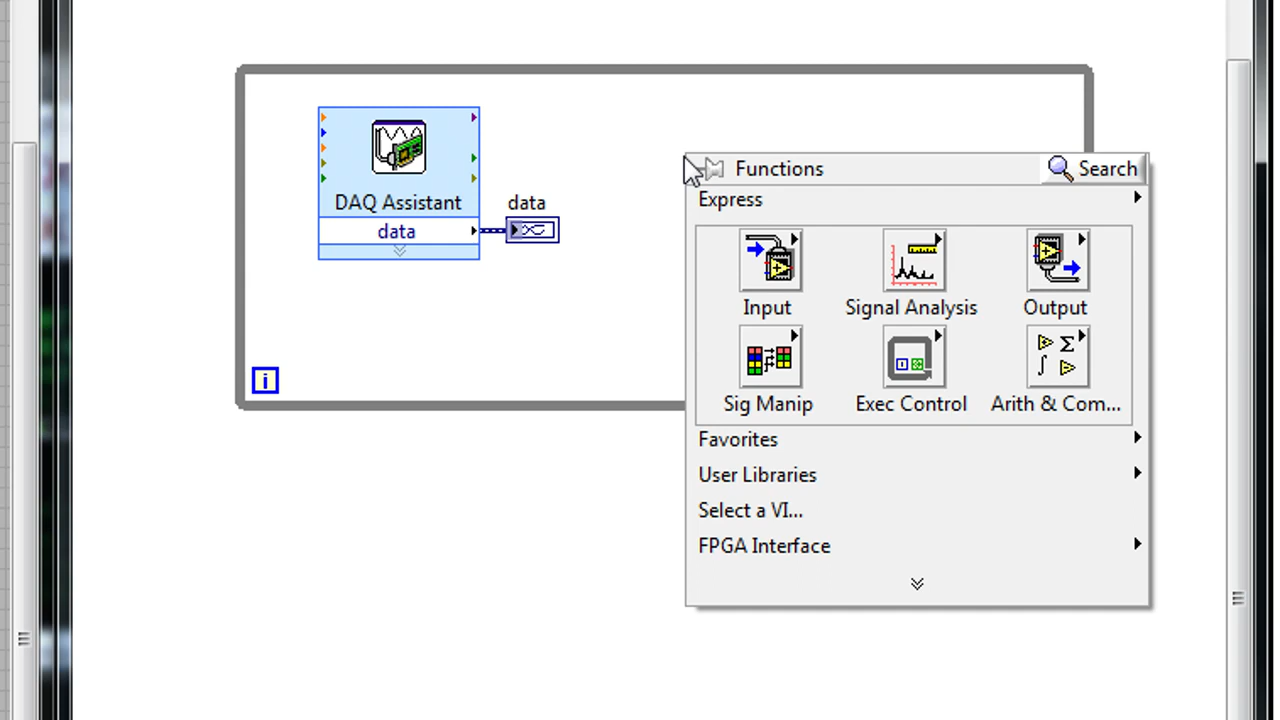 DAQ Assistant
data
data
i
Functions
Search
Express
Input
Signal Analysis
Output
Sig Manip
Exec Control
Arith & Com...
Favorites
User Libraries
Select a VI...
FPGA Interface